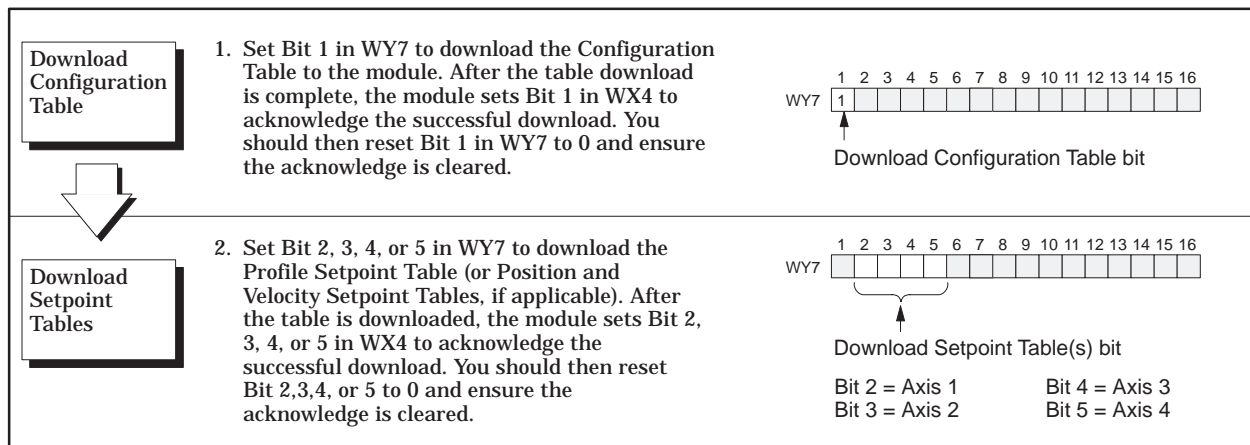 Download
Configuration
Table
1. Set Bit 1 in WY7 to download the Configuration
Table to the module. After the table download
is complete, the module sets Bit 1 in WX4 to
acknowledge the successful download. You
should then reset Bit 1 in WY7 to 0 and ensure
the acknowledge is cleared.
1 2 3 4 5 6 7 8 9 10 11 12 13 14 15 16
WY7 1
Download Configuration Table bit
Download
Setpoint
Tables
2. Set Bit 2, 3, 4, or 5 in WY7 to download the
Profile Setpoint Table (or Position and
Velocity Setpoint Tables, if applicable). After
the table is downloaded, the module sets Bit 2,
3, 4, or 5 in WX4 to acknowledge the
successful download. You should then reset
Bit 2,3,4, or 5 to 0 and ensure the
acknowledge is cleared.
1 2 3 4 5 6 7 8 9 10 11 12 13 14 15 16
WY7
Download Setpoint Table(s) bit
Bit 2 = Axis 1 Bit 4 = Axis 3
Bit 3 = Axis 2 Bit 5 = Axis 4